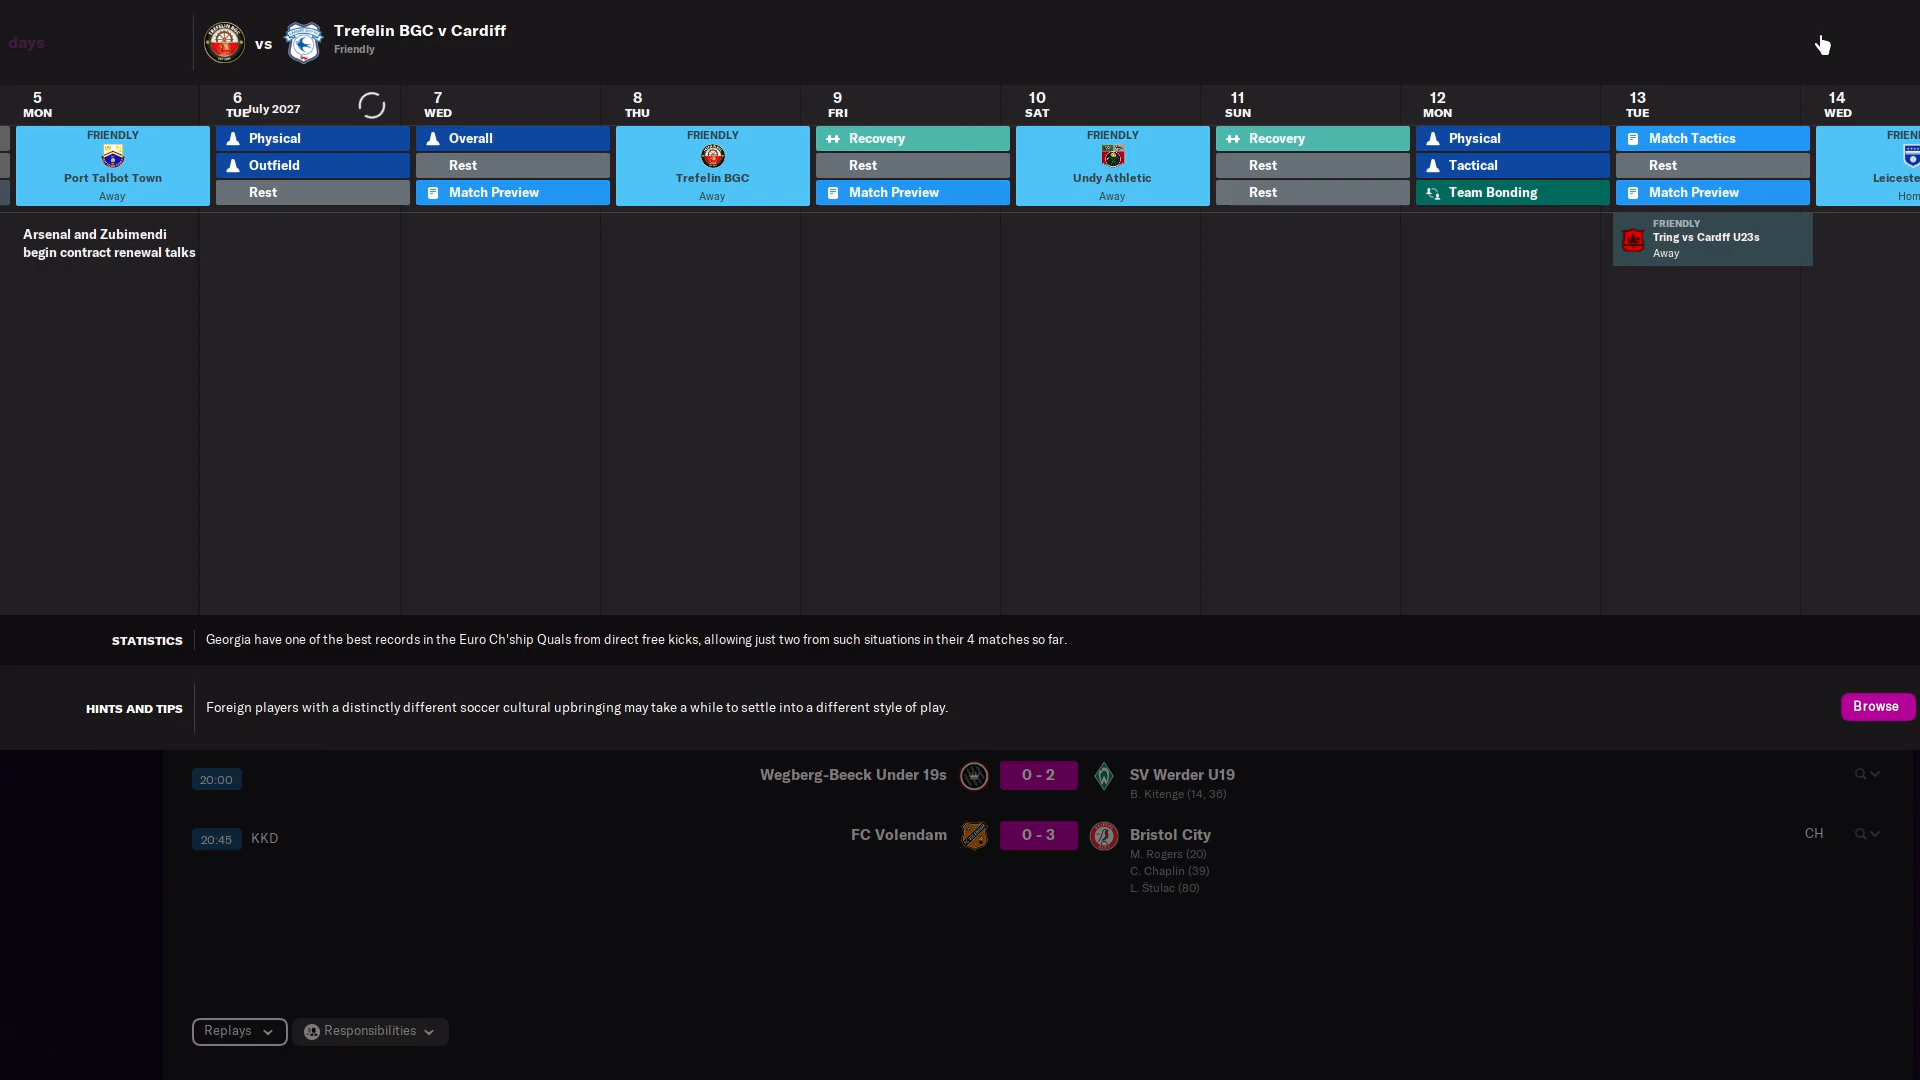 days
vs
Trefelin BGC v Cardiff
Friendly
5
MON
6
TUE
July 2027
7
WED
8
THU
9
FRI
10
SAT
11
SUN
12
MON
13
TUE
14
WED
FRIENDLY
Port Talbot Town
Away
Physical
Outfield
Rest
Overall
Rest
Match Preview
FRIENDLY
Trefelin BGC
Away
Recovery
Rest
Match Preview
FRIENDLY
Undy Athletic
Away
Recovery
Rest
Rest
Physical
Tactical
Team Bonding
Match Tactics
Rest
Match Preview
FRIEN
Leiceste
Hom
Arsenal and Zubimendi
begin contract renewal talks
FRIENDLY
Tring vs Cardff U23s
Away
STATISTICS
Georgia have one of the best records in the Euro Ch'ship Quals from direct free kicks, allowing just two from such situations in their 4 matches so far.
HINTS AND TIPS
Foreign players with a distinctly different soccer cultural upbringing may take a while to settle into a different style of play.
Browse
20:00
Wegberg-Beeck Under 19s
0 - 2
SV Werder U19
B. Kitenge (14, 36)
20:45
KKD
FC Volendam
0 - 3
Bristol City
CH
M. Rogers (20)
C. Chaplin (39)
L. Štulac (80)
Replays
Responsibilities